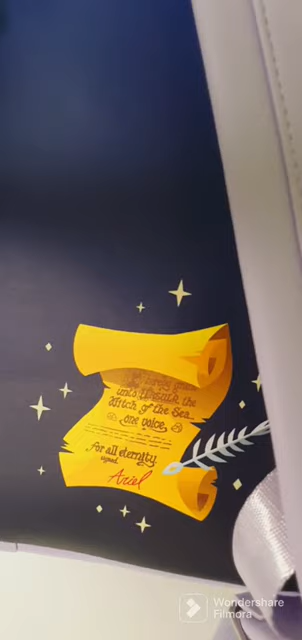 unto Ursula the
Witch of the Sea
one voice
for all eternity
signed
Ariel
Wondershare
Filmora